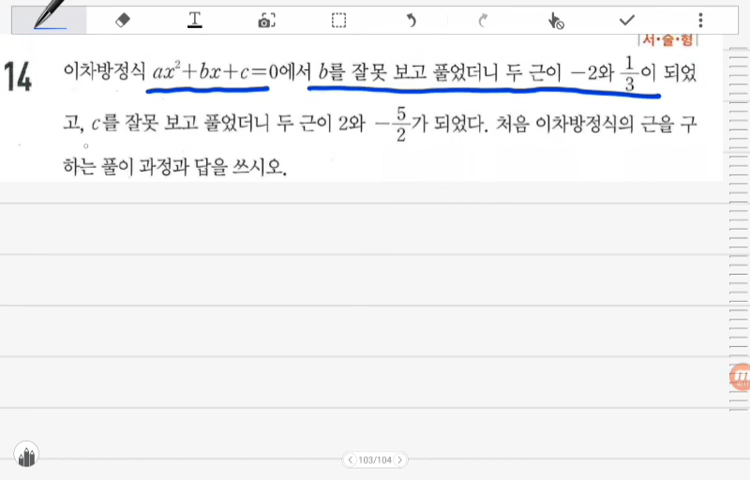 T
|서·술·형|
14 이차방정식 ax²+bx+c=0에서 b를 잘못 보고 풀었더니 두 근이 −2와 1/3이 되었
고, c를 잘못 보고 풀었더니 두 근이 2와 −5/2가 되었다. 처음 이차방정식의 근을 구
하는 풀이 과정과 답을 쓰시오.
103/104